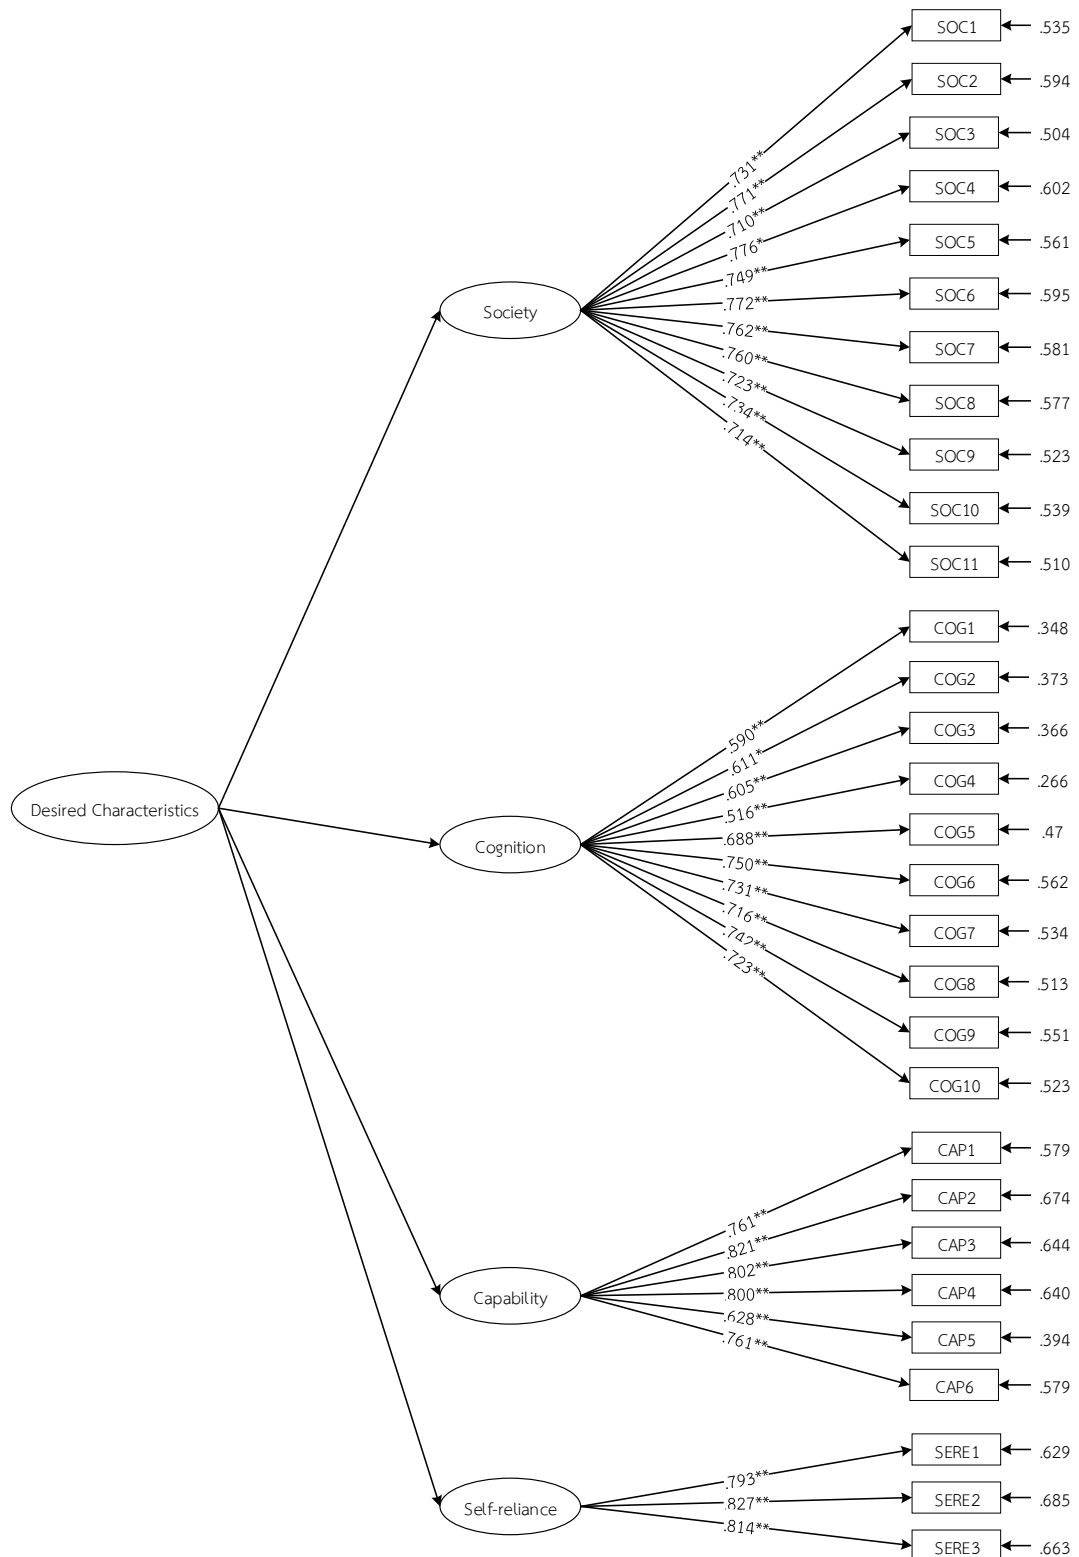 SOC1 .535
SOC2 .594
SOC3 .504
SOC4 .602
SOC5 .561
SOC6 .595
SOC7 .581
SOC8 .577
SOC9 .523
SOC10 .539
SOC11 .510
.731**
.771**
.710**
.776*
.749**
.772**
.762**
.760**
.723**
.734**
.714**
Society
COG1 .348
COG2 .373
COG3 .366
COG4 .266
COG5 .47
COG6 .562
COG7 .534
COG8 .513
COG9 .551
COG10 .523
.590**
.611*
.605**
.516**
.688**
.750**
.731**
.716**
.742**
.723**
Desired Characteristics
Cognition
CAP1 .579
CAP2 .674
CAP3 .644
CAP4 .640
CAP5 .394
CAP6 .579
.761**
.821**
.802**
.800**
.628**
.761**
Capability
SERE1 .629
SERE2 .685
SERE3 .663
.793**
.827**
.814**
Self-reliance